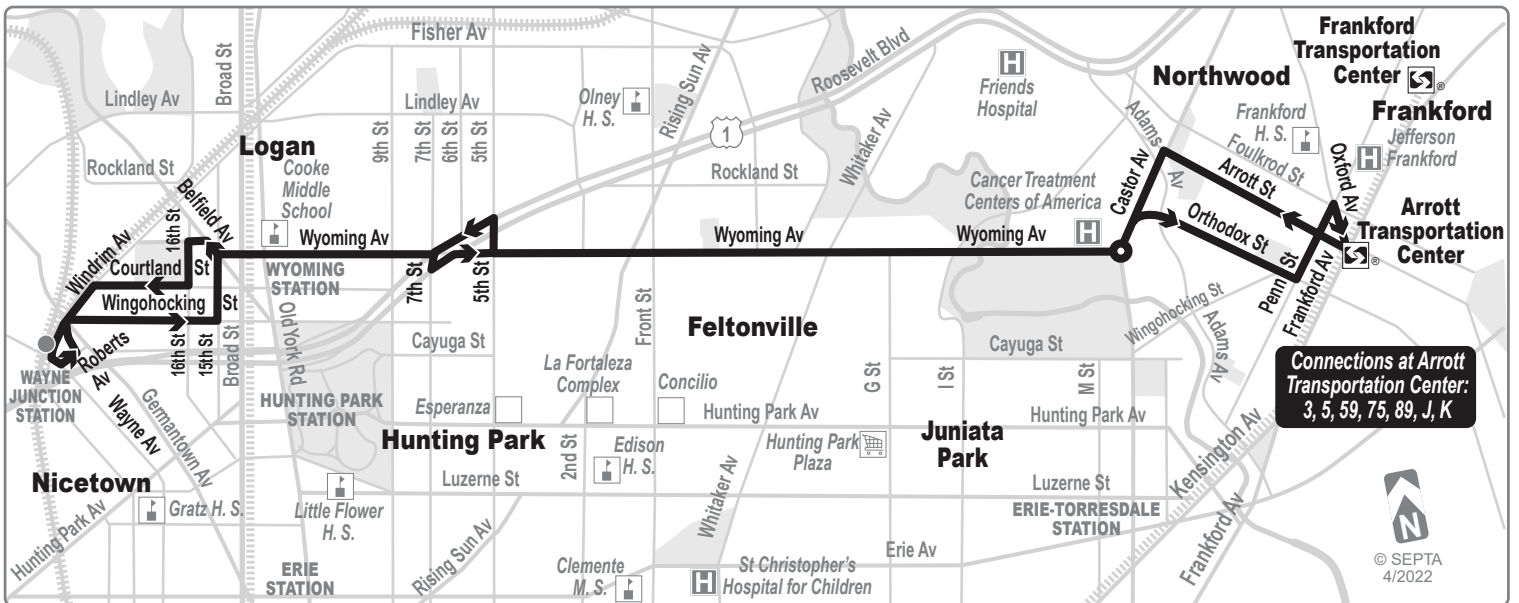 Fisher Av
Broad St
Lindley Av
Rockland St
Logan
Cooke
Middle
School
Belfield Av
16th St
Windrim Av
Courtland
St
Wingohocking
St
Roberts
Av
16th St
15th St
Broad St
WAYNE
JUNCTION
STATION
Wayne Av
Germantown Av
Nicetown
Hunting Park Av
Gratz H. S.
Wyoming Av
WYOMING
STATION
Old York Rd
HUNTING PARK
STATION
Little Flower
H. S.
ERIE
STATION
Lindley Av
9th St
7th St
6th St
5th St
7th St
5th St
Cayuga St
Esperanza
Hunting Park
Luzerne St
Rising Sun Av
Olney
H. S.
Rising Sun Av
1
Roosevelt Blvd
Rockland St
Whitaker Av
Wyoming Av
Front St
Feltonville
La Fortaleza
Complex
Concilio
Hunting Park Av
2nd St
Edison
H. S.
Clemente
M. S.
Whitaker Av
H
St Christopher's
Hospital for Children
Hunting Park
Plaza
Erie Av
H
Friends
Hospital
Cancer Treatment
Centers of America
H
Wyoming Av
G St
I St
M St
Cayuga St
Juniata
Park
Hunting Park Av
Luzerne St
ERIE-TORRESDALE
STATION
Kensington Av
Frankford Av
Northwood
Adams
Av
Castor Av
Frankford
H. S.
Foulkrod St
Arrott St
Orthodox St
Penn St
Frankford Av
Oxford Av
Wingohocking St
Adams Av
Frankford
Transportation
Center
®
Frankford
H
Jefferson
Frankford
Arrott
Transportation
Center
®
Connections at Arrott
Transportation Center:
3, 5, 59, 75, 89, J, K
N
© SEPTA
4/2022